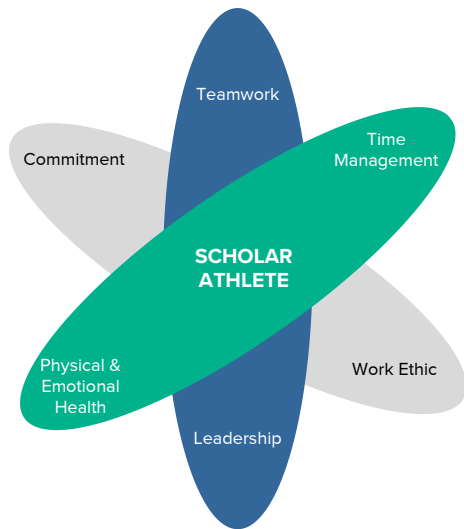 Teamwork
Time
Management
Commitment
SCHOLAR
ATHLETE
Physical &
Emotional
Health
Work Ethic
Leadership